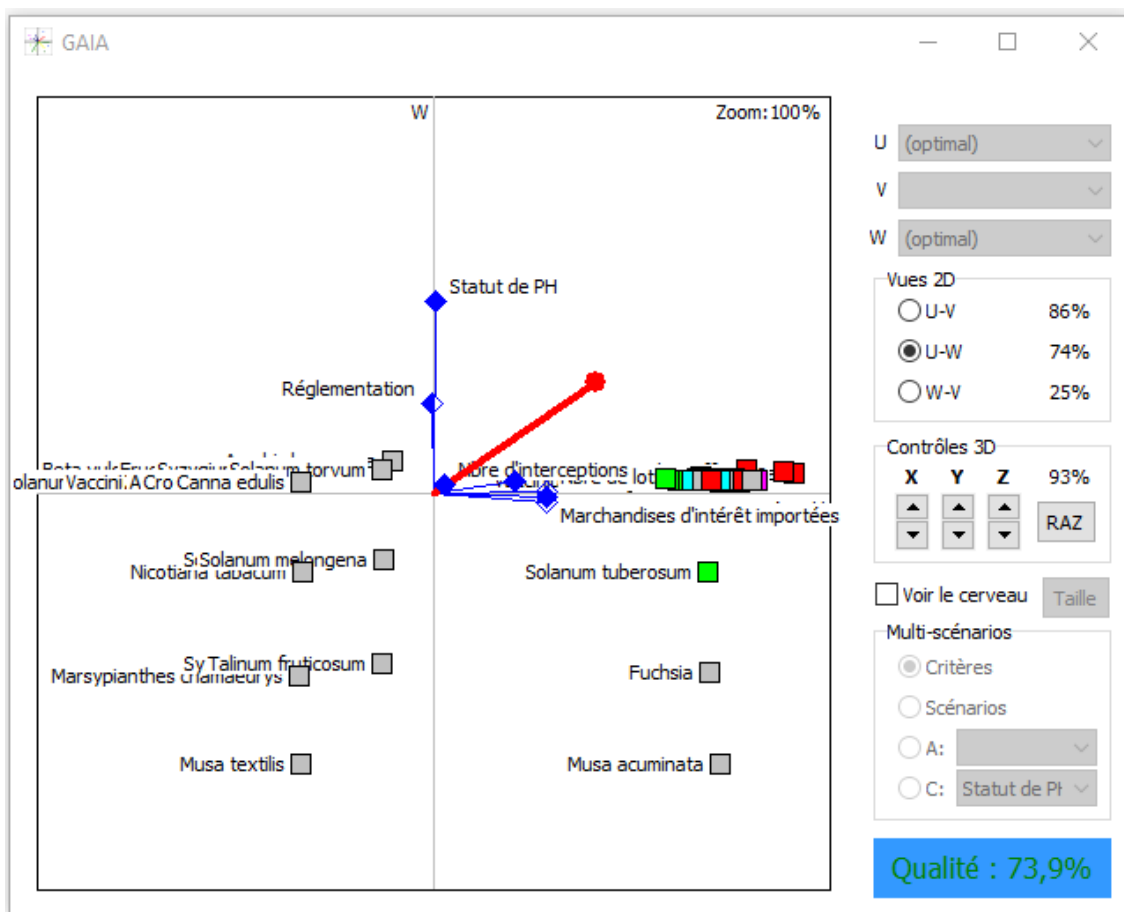 GAIA
W
Zoom: 100%
Statut de PH
Réglementation
Solanum torvum
Canna edulis
Nbre d'interceptions
Marchandises d'intérêt importées
Solanum melongena
Nicotiana tabacum
Solanum tuberosum
Talinum fruticosum
Marsypianthes chamaedrys
Fuchsia
Musa textilis
Musa acuminata
U (optimal)
V
W (optimal)
Vues 2D
U-V 86%
U-W 74%
W-V 25%
Contrôles 3D
X Y Z 93%
RAZ
Voir le cerveau Taille
Multi-scénarios
Critères
Scénarios
A:
C: Statut de PH
Qualité : 73,9%